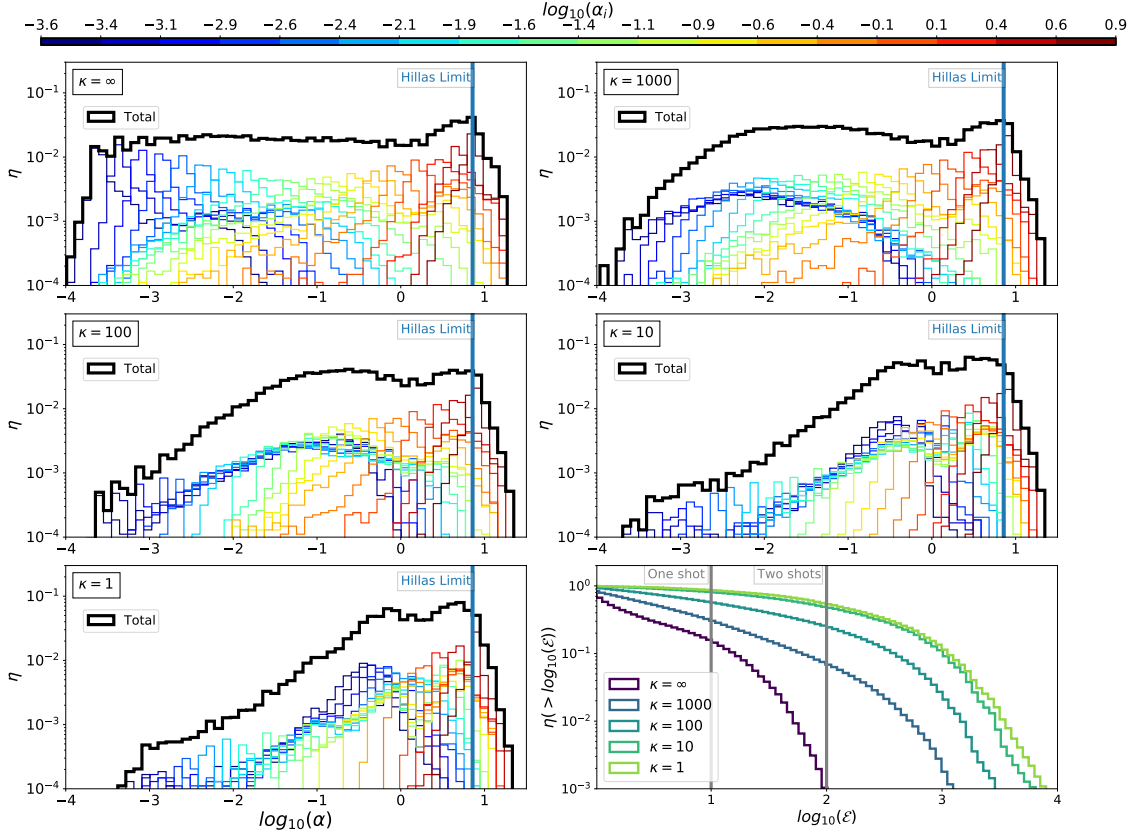 log₁₀(αᵢ)
−3.6 −3.4 −2.9 −2.6 −2.4 −2.1 −1.9 −1.6 −1.4 −1.1 −0.9 −0.6 −0.4 −0.1 0.1 0.4 0.6 0.9
κ = ∞
Hillas Limit
Total
10⁻¹
10⁻²
10⁻³
10⁻⁴
η
−4 −3 −2 −1 0 1
κ = 1000
Hillas Limit
Total
10⁻¹
10⁻²
10⁻³
10⁻⁴
η
−4 −3 −2 −1 0 1
κ = 100
Hillas Limit
Total
10⁻¹
10⁻²
10⁻³
10⁻⁴
η
−4 −3 −2 −1 0 1
κ = 10
Hillas Limit
Total
10⁻¹
10⁻²
10⁻³
10⁻⁴
η
−4 −3 −2 −1 0 1
κ = 1
Hillas Limit
Total
10⁻¹
10⁻²
10⁻³
10⁻⁴
η
−4 −3 −2 −1 0 1
log₁₀(α)
One shot Two shots
10⁰
10⁻¹
10⁻²
10⁻³
η(> log₁₀(ℰ))
κ = ∞
κ = 1000
κ = 100
κ = 10
κ = 1
1 2 3 4
log₁₀(ℰ)